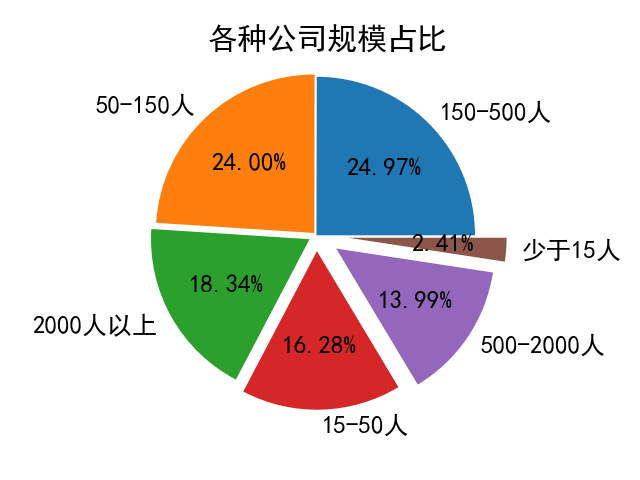 各种公司规模占比
50-150人
150-500人
24.00%
24.97%
2.41%
少于15人
18.34%
13.99%
2000人以上
16.28%
500-2000人
15-50人